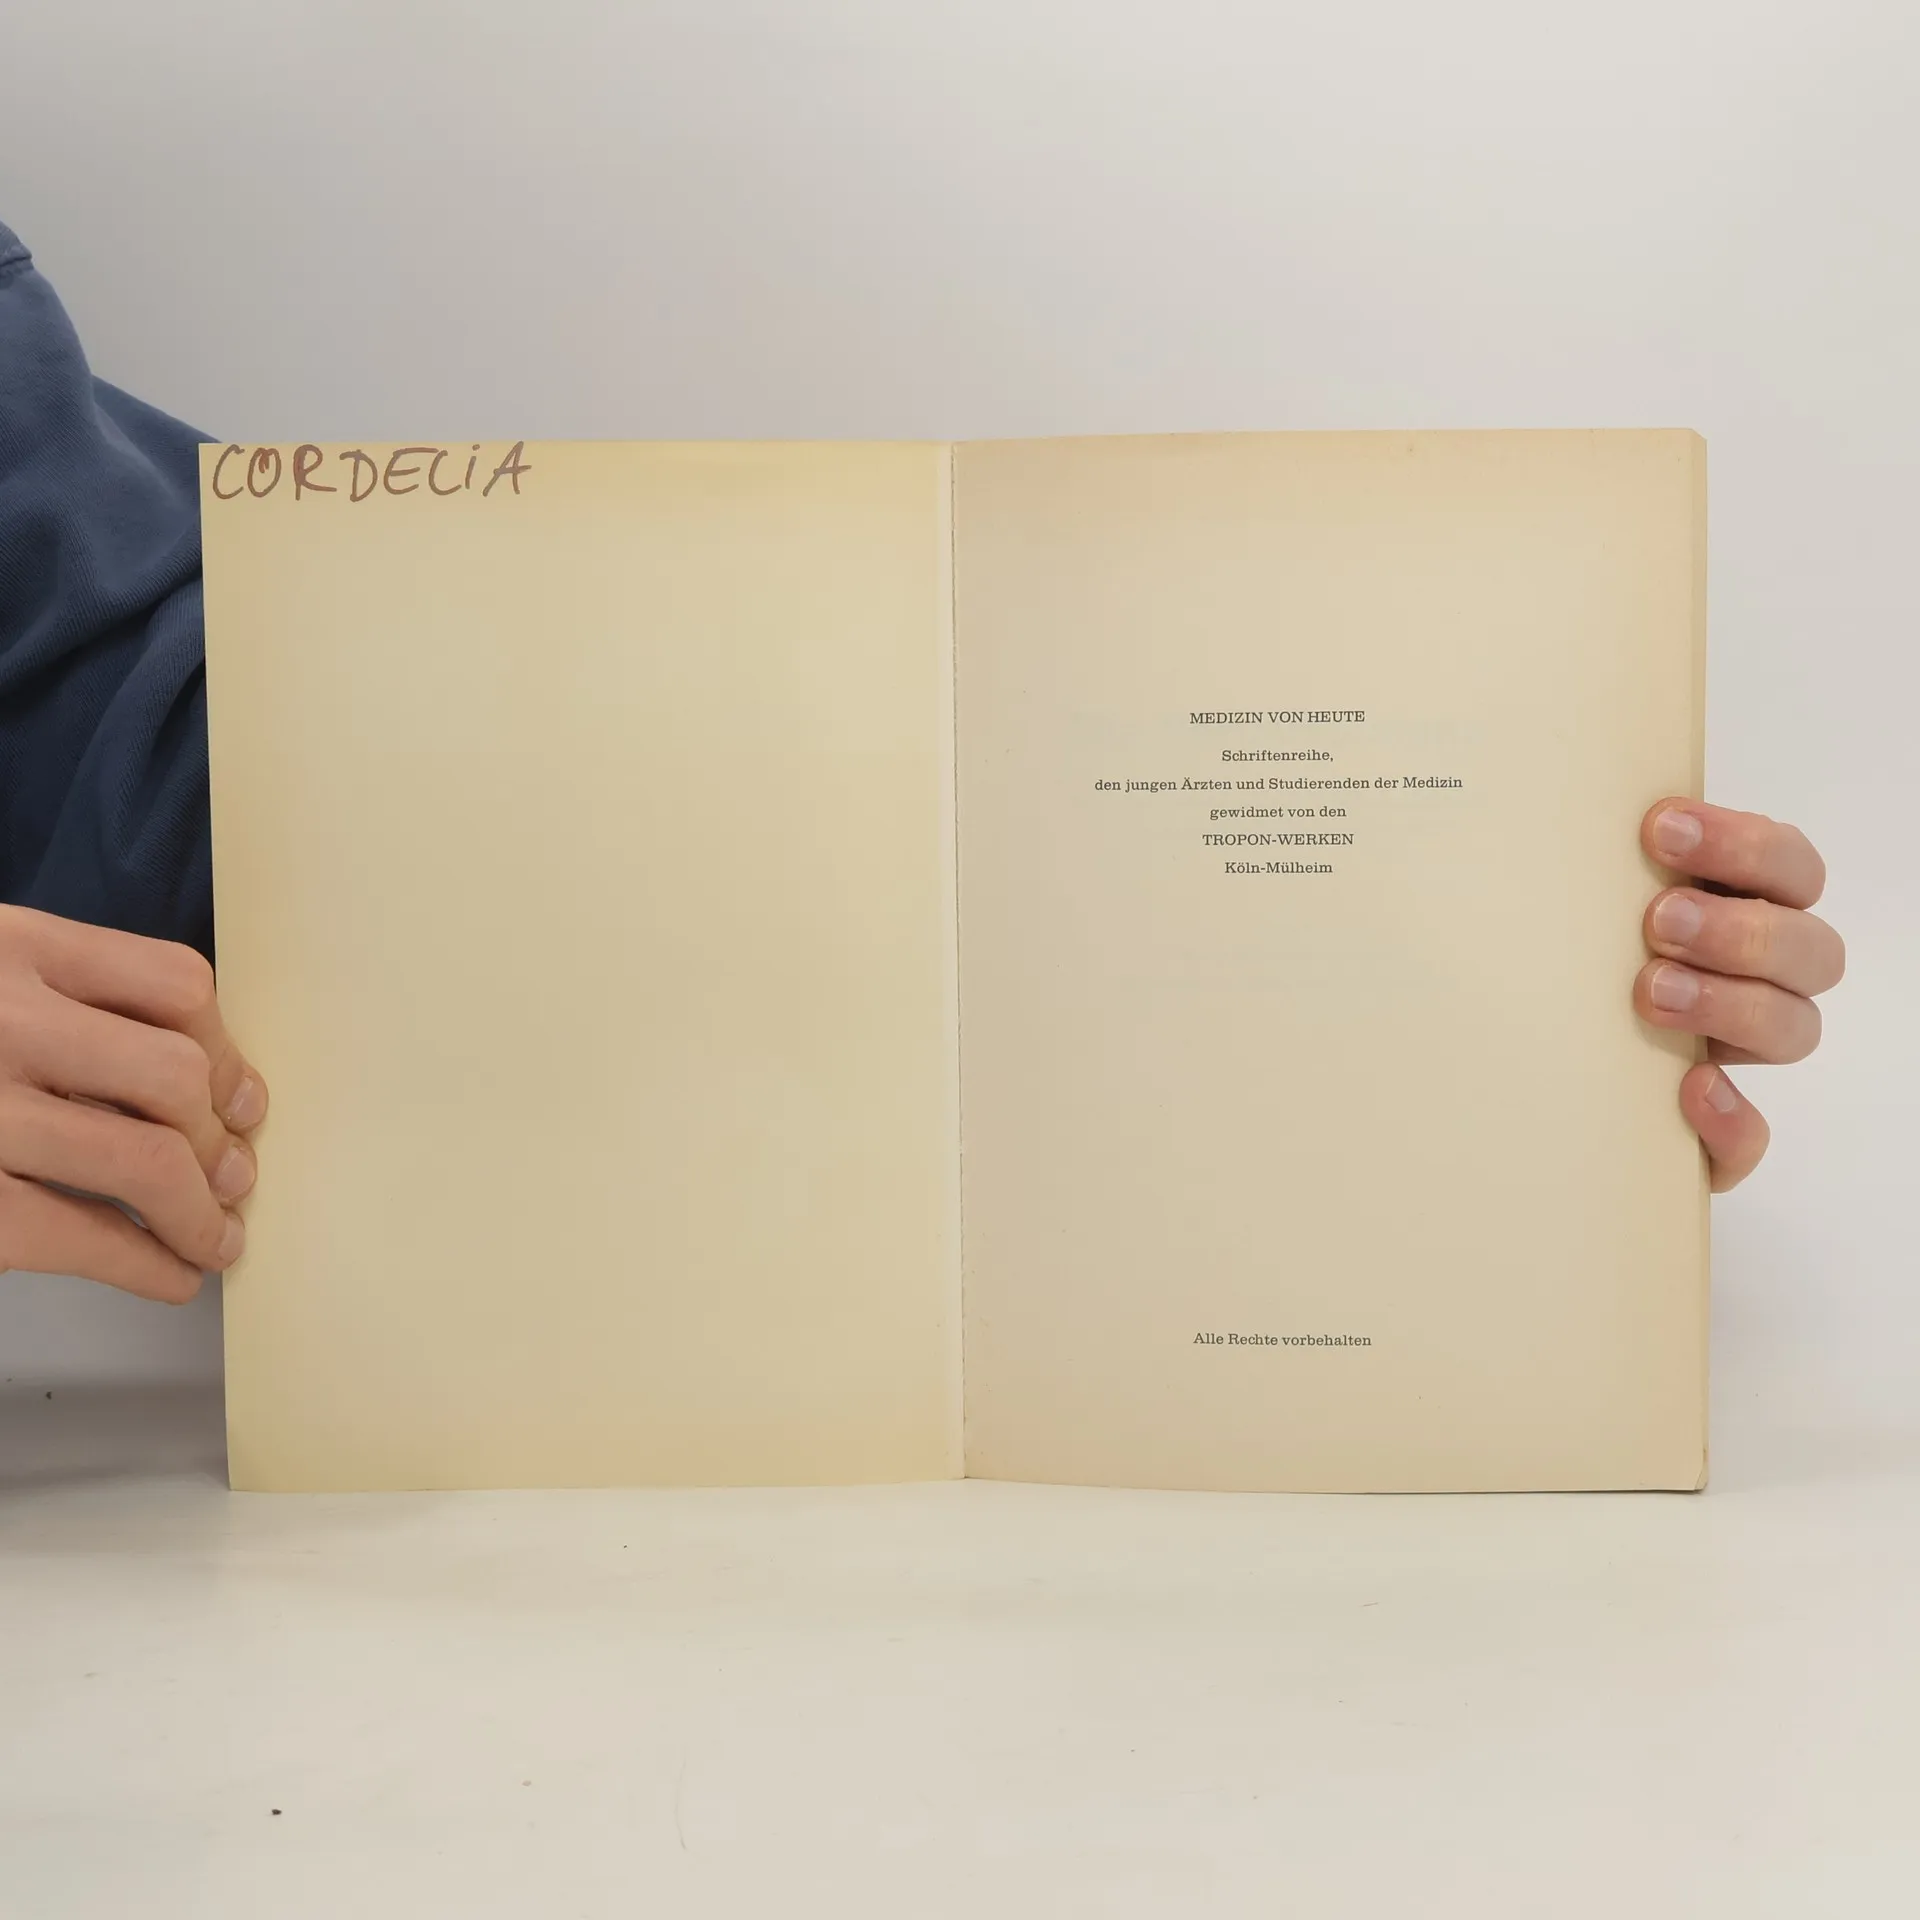 CORDELiA
MEDIZIN VON HEUTE
Schriftenreihe,
den jungen Ärzten und Studierenden der Medizin
gewidmet von den
TROPON-WERKEN
Köln-Mülheim
Alle Rechte vorbehalten